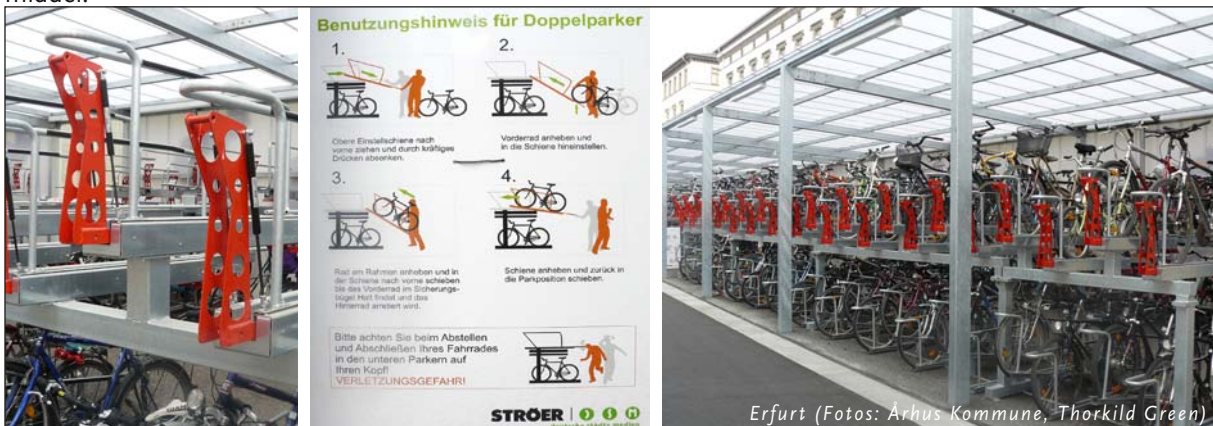 middel.
Benutzungshinweis für Doppelparker
1.
2.
Obere Einstellschiene nach
vorne ziehen und durch kräftiges
Drücken absenken.
Vorderrad anheben und
in die Schiene hineinstellen.
3.
4.
Rad am Rahmen anheben und in
der Schiene nach vorne schieben
bis das Vorderrad im Sicherungs-
bügel Halt findet und das
Hinterrad arretiert wird.
Schiene anheben und zurück in
die Parkposition schieben.
Bitte achten Sie beim Abstellen
und Abschließen Ihres Fahrrades
in den unteren Parkern auf
Ihren Kopf!
VERLETZUNGSGEFAHR!
STRÖER
deutsche städte medien
Erfurt (Fotos: Århus Kommune, Thorkild Green)